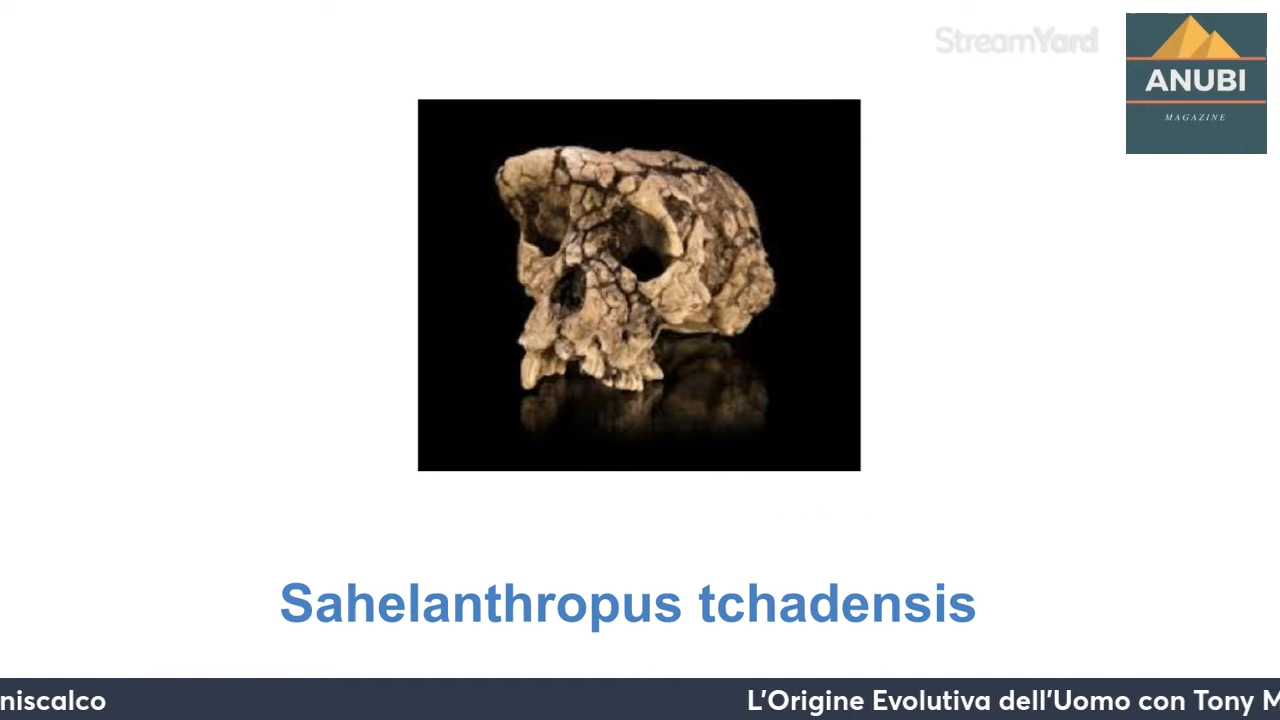 StreamYard
ANUBI
MAGAZINE
Sahelanthropus tchadensis
niscalco
L'Origine Evolutiva dell'Uomo con Tony M